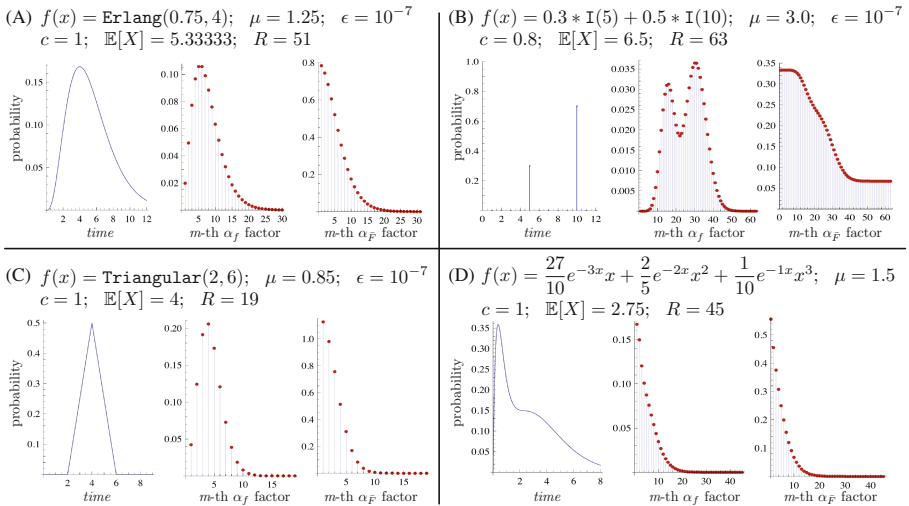 (A) f(x) = Erlang(0.75, 4); μ = 1.25; ϵ = 10⁻⁷
c = 1; 𝔼[X] = 5.33333; R = 51
probability
0.15
0.10
0.05
2 4 6 8 10 12
time
0.10
0.08
0.06
0.04
0.02
5 10 15 20 25 30
m-th α_f factor
0.8
0.6
0.4
0.2
5 10 15 20 25 30
m-th α_F̄ factor
(B) f(x) = 0.3 * I(5) + 0.5 * I(10); μ = 3.0; ϵ = 10⁻⁷
c = 0.8; 𝔼[X] = 6.5; R = 63
probability
0.8
0.6
0.4
0.2
0.0
0 2 4 6 8 10 12
time
0.035
0.030
0.025
0.020
0.015
0.010
0.005
0.000
0 10 20 30 40 50 60
m-th α_f factor
0.35
0.25
0.15
0.05
0.00
0 10 20 30 40 50 60
m-th α_F̄ factor
(C) f(x) = Triangular(2, 6); μ = 0.85; ϵ = 10⁻⁷
c = 1; 𝔼[X] = 4; R = 19
probability
0.5
0.4
0.3
0.2
0.1
2 4 6 8
time
0.20
0.15
0.10
0.05
5 10 15
m-th α_f factor
1.0
0.8
0.6
0.4
0.2
5 10 15
m-th α_F̄ factor
(D) f(x) = 27/10 e^{-3x}x + 2/5 e^{-2x}x² + 1/10 e^{-1x}x³; μ = 1.5
c = 1; 𝔼[X] = 2.75; R = 45
probability
0.35
0.30
0.25
0.20
0.15
0.10
0.05
0 2 4 6 8
time
0.15
0.10
0.05
10 20 30 40
m-th α_f factor
0.5
0.4
0.3
0.2
0.1
10 20 30 40
m-th α_F̄ factor